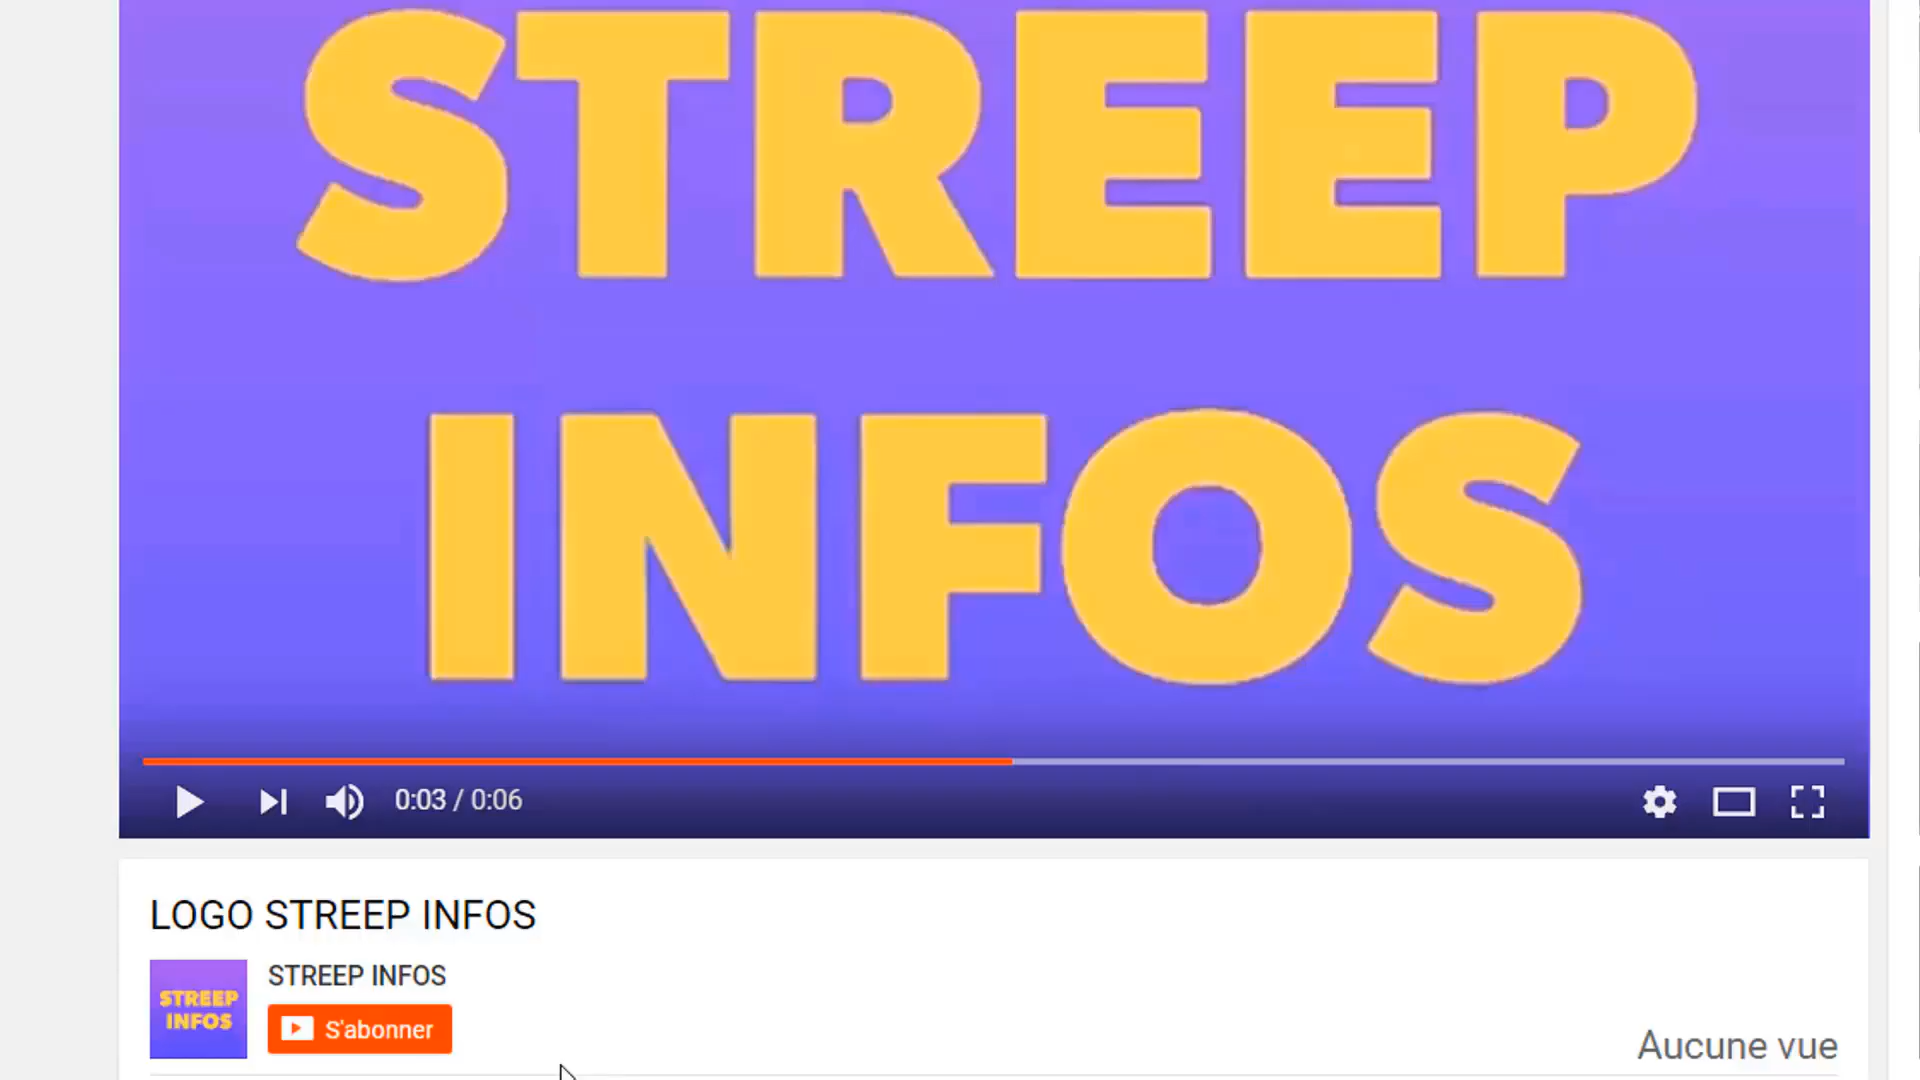 STREEP
INFOS
0:03 / 0:06
LOGO STREEP INFOS
STREEP
INFOS
STREEP INFOS
S'abonner
Aucune vue